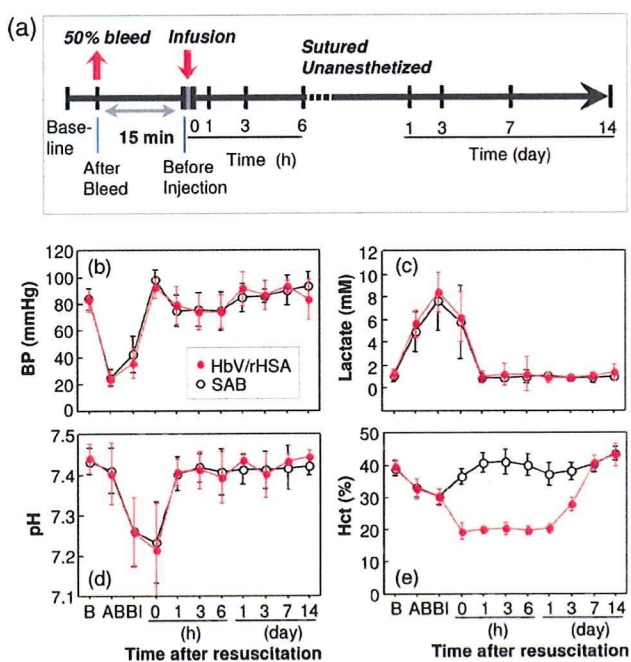 (a)
50% bleed
Infusion
Sutured
Unanesthetized
Base-
line
15 min
0 1 3 6
1 3 7 14
Time (h)
Time (day)
After
Bleed
Before
Injection
(b)
BP (mmHg)
120
100
80
60
40
20
0
HbV/rHSA
SAB
(c)
Lactate (mM)
12
10
8
6
4
2
0
(d)
pH
7.5
7.4
7.3
7.2
7.1
B ABBI 0 1 3 6 1 3 7 14
(h) (day)
Time after resuscitation
(e)
Hct (%)
50
40
30
20
10
0
B ABBI 0 1 3 6 1 3 7 14
(h) (day)
Time after resuscitation